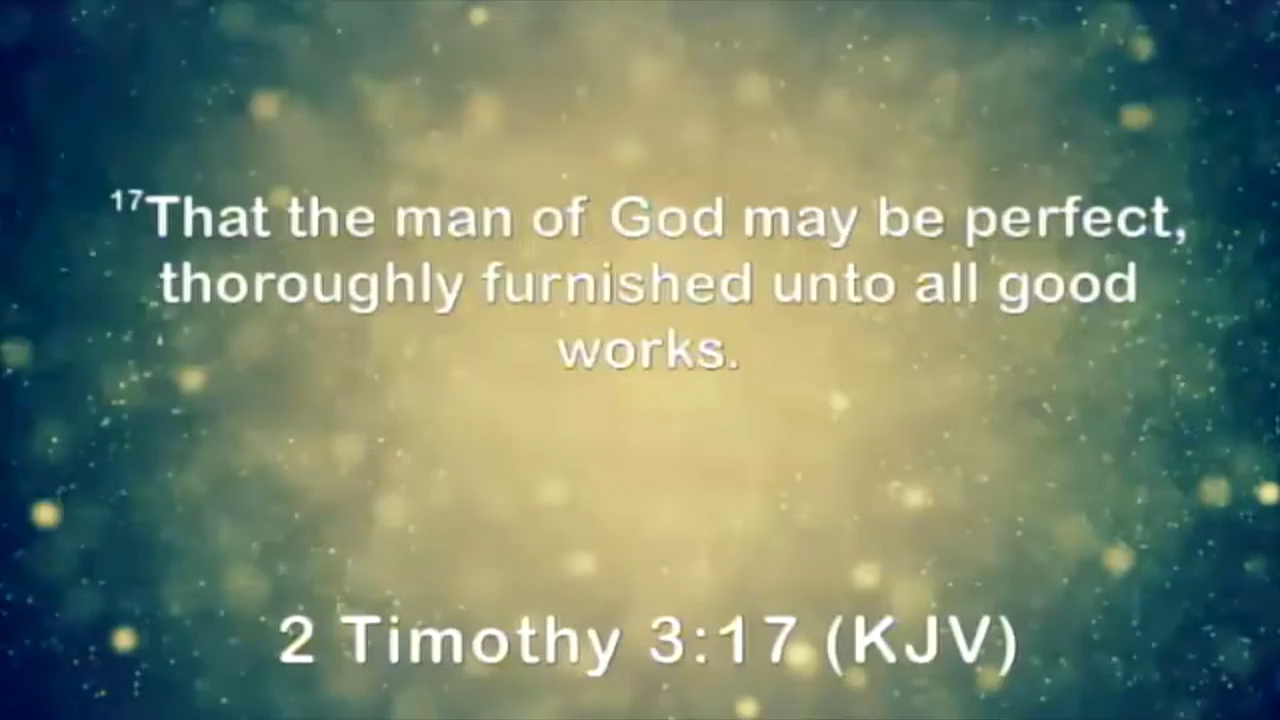 ¹⁷That the man of God may be perfect,
thoroughly furnished unto all good
works.
2 Timothy 3:17 (KJV)